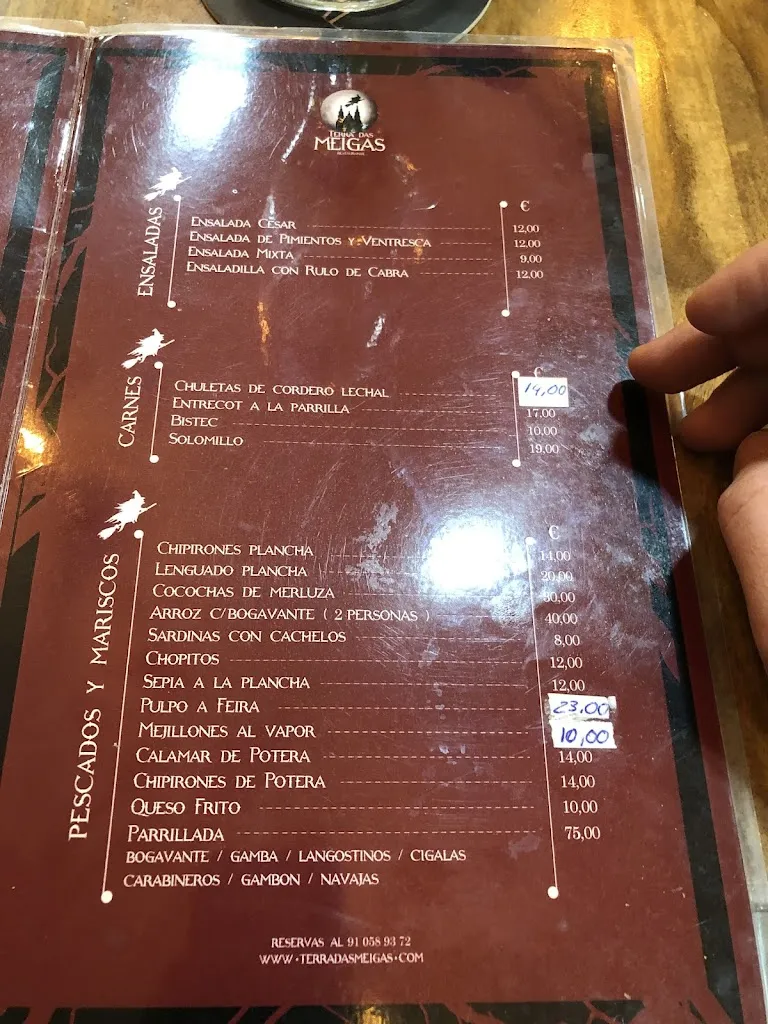 TERRA DAS
MEIGAS
ENSALADAS
€
ENSALADA CÉSAR 12,00
ENSALADA DE PIMIENTOS Y VENTRESCA 12,00
ENSALADA MIXTA 9,00
ENSALADILLA CON RULO DE CABRA 12,00
CARNES
€
CHULETAS DE CORDERO LECHAL 19,00
ENTRECOT A LA PARRILLA 17,00
BISTEC 10,00
SOLOMILLO 19,00
PESCADOS Y MARISCOS
€
CHIPIRONES PLANCHA 14,00
LENGUADO PLANCHA 20,00
COCOCHAS DE MERLUZA
ARROZ C/BOGAVANTE ( 2 PERSONAS ) 40,00
SARDINAS CON CACHELOS 8,00
CHOPITOS 12,00
SEPIA A LA PLANCHA 12,00
PULPO A FEIRA 23.00
MEJILLONES AL VAPOR 10,00
CALAMAR DE POTERA 14,00
CHIPIRONES DE POTERA 14,00
QUESO FRITO 10,00
PARRILLADA 75,00
BOGAVANTE / GAMBA / LANGOSTINOS / CIGALAS
CARABINEROS / GAMBON / NAVAJAS
RESERVAS AL 91 058 93 72
WWW·TERRADASMEIGAS·COM